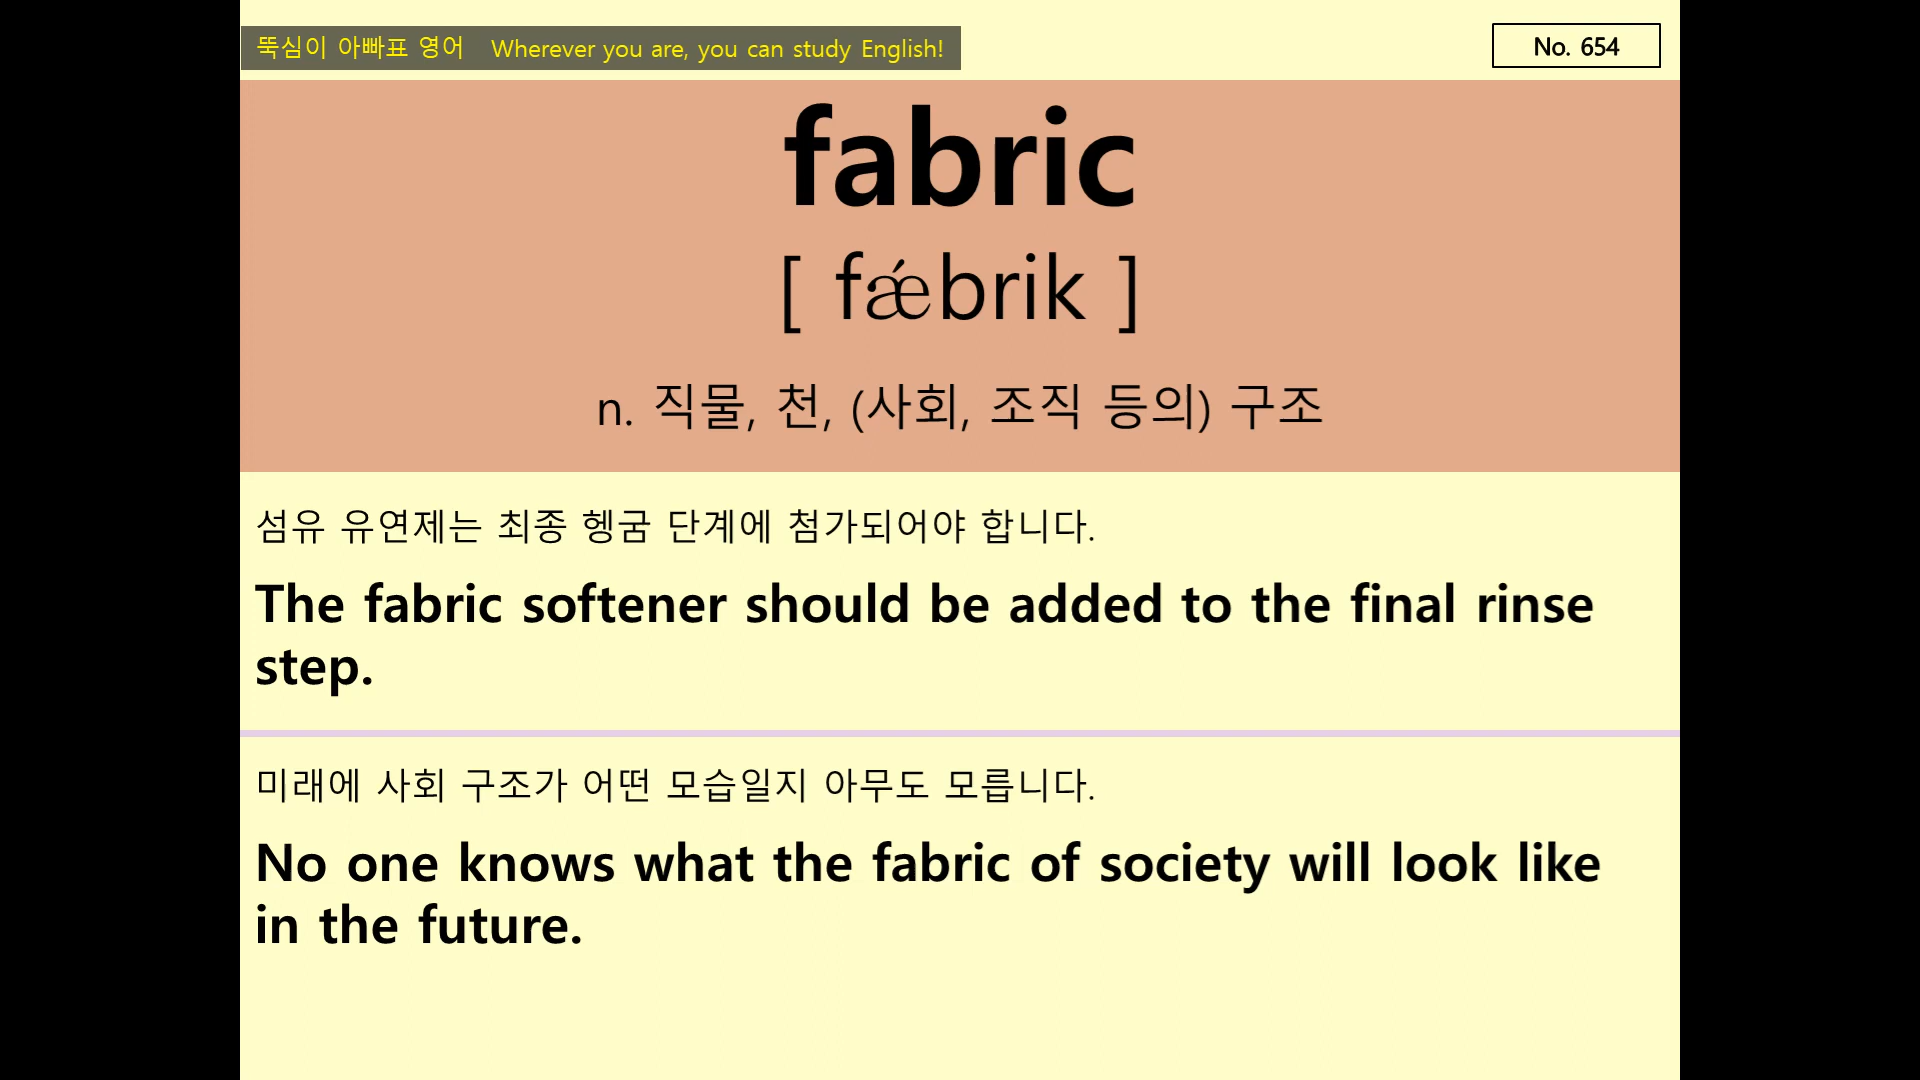 뚝심이 아빠표 영어 Wherever you are, you can study English!
No. 654
fabric
[ fǽbrik ]
n. 직물, 천, (사회, 조직 등의) 구조
섬유 유연제는 최종 헹굼 단계에 첨가되어야 합니다.
The fabric softener should be added to the final rinse
step.
미래에 사회 구조가 어떤 모습일지 아무도 모릅니다.
No one knows what the fabric of society will look like
in the future.